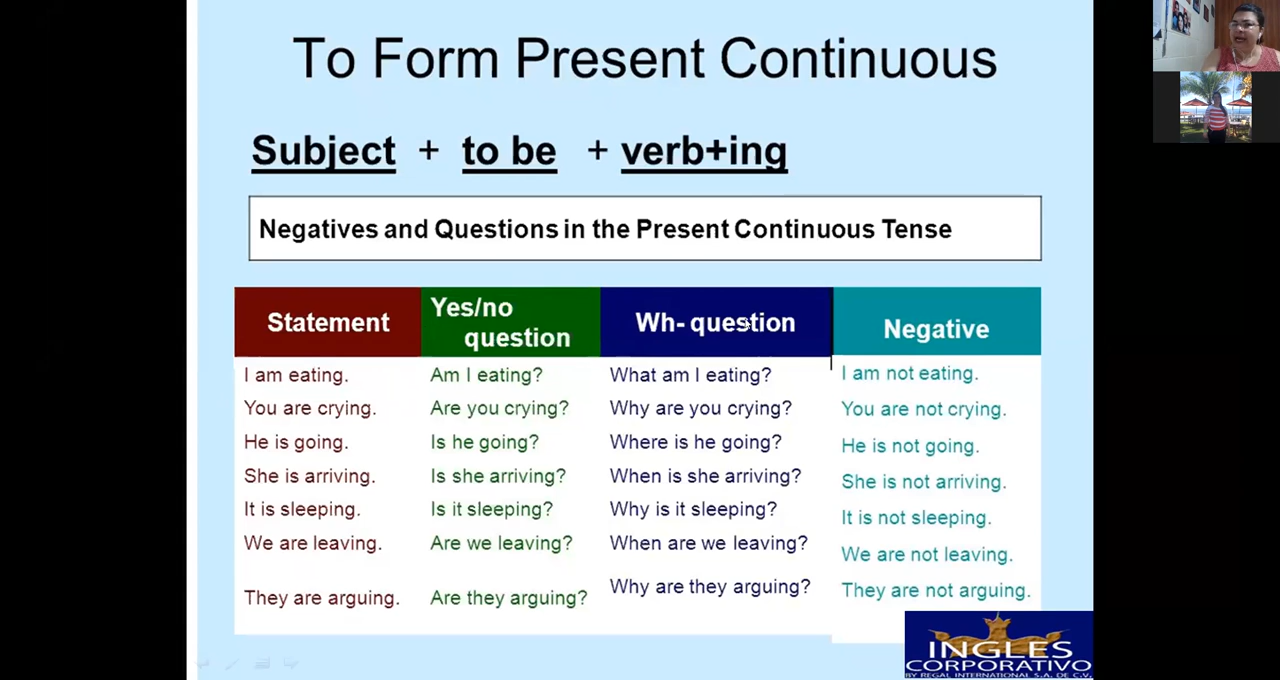 To Form Present Continuous
Subject + to be + verb+ing
Negatives and Questions in the Present Continuous Tense
Statement
Yes/no question
Wh- question
Negative
I am eating.
Am I eating?
What am I eating?
I am not eating.
You are crying.
Are you crying?
Why are you crying?
You are not crying.
He is going.
Is he going?
Where is he going?
He is not going.
She is arriving.
Is she arriving?
When is she arriving?
She is not arriving.
It is sleeping.
Is it sleeping?
Why is it sleeping?
It is not sleeping.
We are leaving.
Are we leaving?
When are we leaving?
We are not leaving.
They are arguing.
Are they arguing?
Why are they arguing?
They are not arguing.
INGLES
CORPORATIVO
BY REGAL INTERNATIONAL S.A. DE C.V.